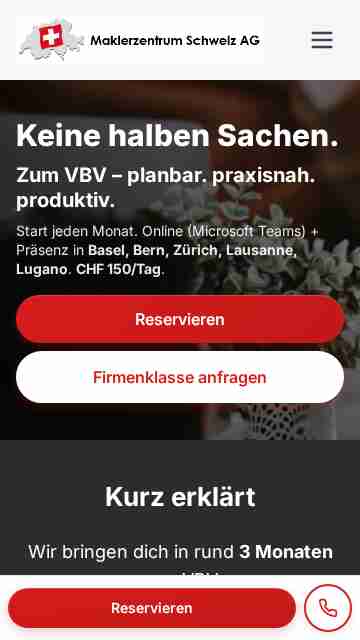 Maklerzentrum Schweiz AG
Keine halben Sachen.
Zum VBV – planbar. praxisnah.
produktiv.
Start jeden Monat. Online (Microsoft Teams) +
Präsenz in Basel, Bern, Zürich, Lausanne,
Lugano. CHF 150/Tag.
Reservieren
Firmenklasse anfragen
Kurz erklärt
Wir bringen dich in rund 3 Monaten
Reservieren